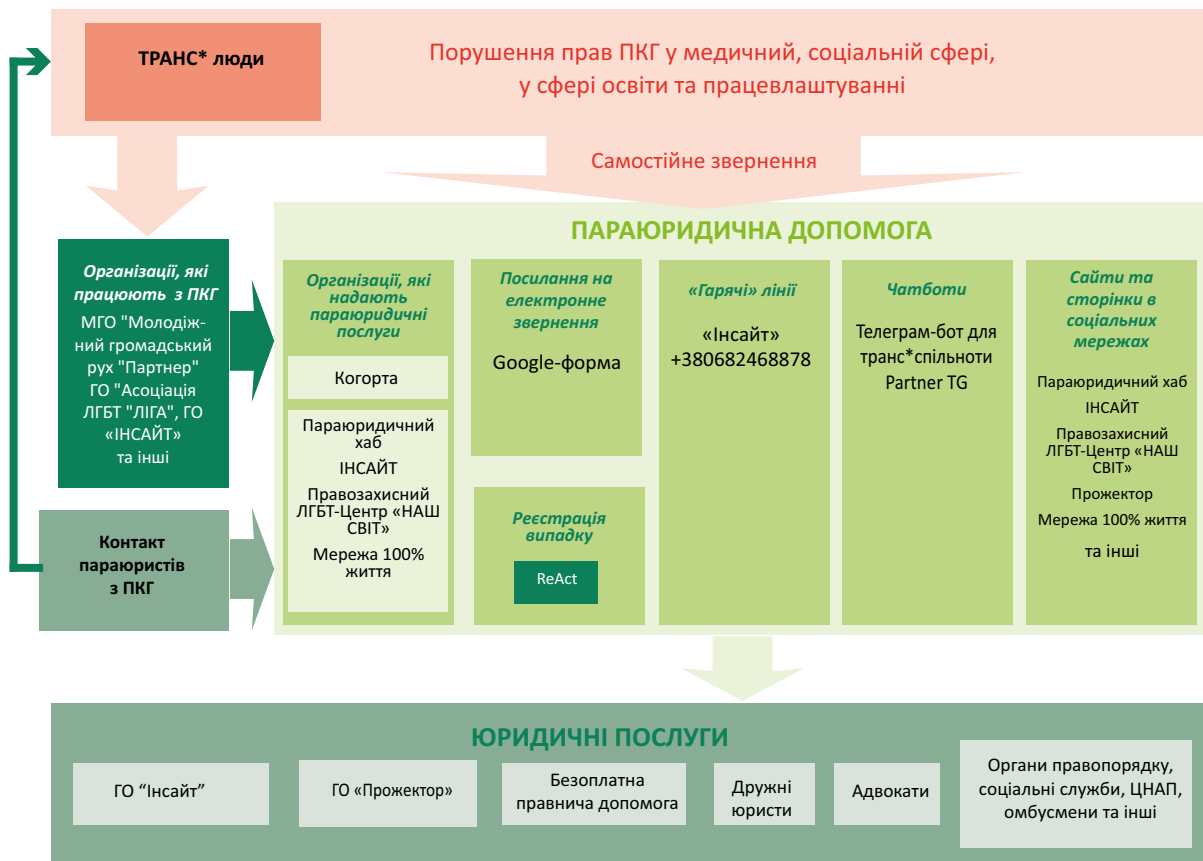 ТРАНС* люди
Порушення прав ПКГ у медичний, соціальній сфері,
у сфері освіти та працевлаштуванні
Самостійне звернення
ПАРАЮРИДИЧНА ДОПОМОГА
Організації, які
працюють з ПКГ
МГО "Молодіж-
ний громадський
рух "Партнер"
ГО "Асоціація
ЛГБТ "ЛІГА", ГО
«ІНСАЙТ»
та інші
Контакт
параюристів
з ПКГ
Організації, які
надають
параюридичні
послуги
Когорта
Параюридичний
хаб
ІНСАЙТ
Правозахисний
ЛГБТ-Центр «НАШ
СВІТ»
Мережа 100%
життя
Посилання на
електронне
звернення
Google-форма
Реєстрація
випадку
ReAct
«Гарячі» лінії
«Інсайт»
+380682468878
Чатботи
Телеграм-бот для
транс*спільноти
Partner TG
Сайти та
сторінки в
соціальних
мережах
Параюридичний хаб
ІНСАЙТ
Правозахисний
ЛГБТ-Центр «НАШ
СВІТ»
Прожектор
Мережа 100% життя
та інші
ЮРИДИЧНІ ПОСЛУГИ
ГО “Інсайт”
ГО «Прожектор»
Безоплатна
правнича допомога
Дружні
юристи
Адвокати
Органи правопорядку,
соціальні служби, ЦНАП,
омбусмени та інші